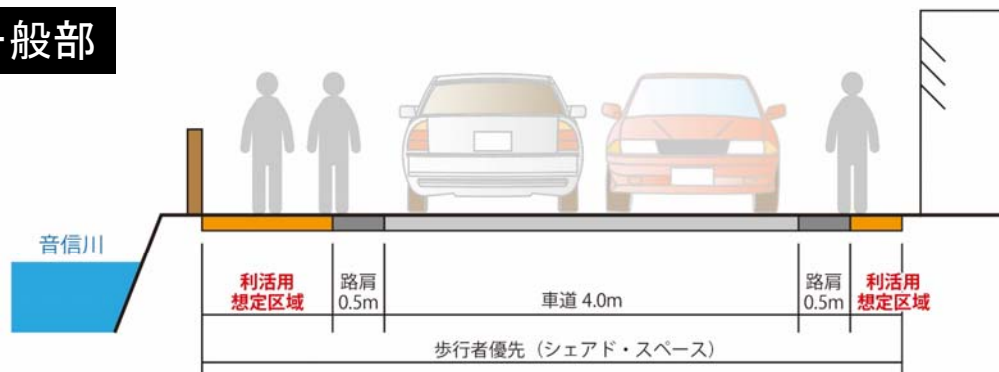 一般部
音信川
利活用
想定区域
路肩
0.5m
車道 4.0m
路肩
0.5m
利活用
想定区域
歩行者優先（シェアド・スペース）